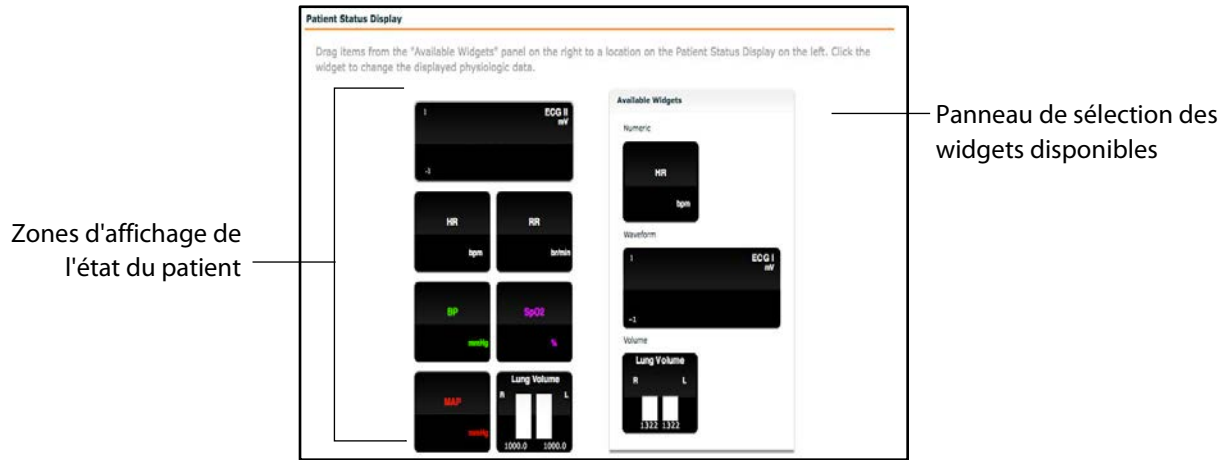 Patient Status Display
Drag items from the "Available Widgets" panel on the right to a location on the Patient Status Display on the left. Click the
widget to change the displayed physiologic data.
Zones d'affichage de
l'état du patient
1
ECG II
mV
-1
HR
bpm
RR
br/min
BP
mmHg
SpO2
%
MAP
mmHg
Lung Volume
R
L
1000.0
1000.0
Available Widgets
Numeric
HR
bpm
Waveform
1
ECG I
mV
-1
Volume
Lung Volume
R
L
1322
1322
Panneau de sélection des
widgets disponibles